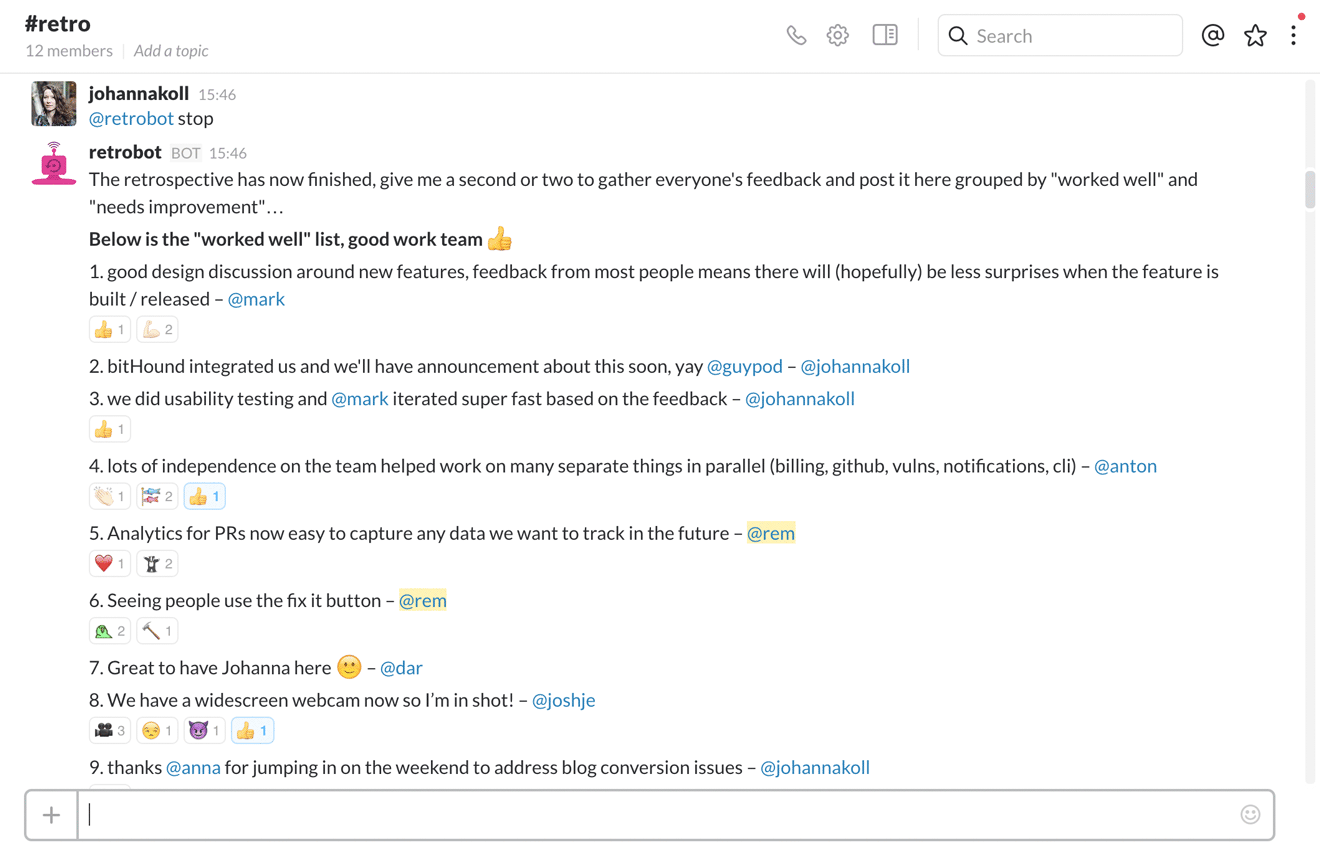 #retro
12 members
Add a topic
Search
johannakoll 15:46
@retrobot stop
retrobot BOT 15:46
The retrospective has now finished, give me a second or two to gather everyone's feedback and post it here grouped by "worked well" and
"needs improvement"…
Below is the "worked well" list, good work team 👍
1. good design discussion around new features, feedback from most people means there will (hopefully) be less surprises when the feature is
built / released – @mark
1 2
2. bitHound integrated us and we'll have announcement about this soon, yay @guypod – @johannakoll
3. we did usability testing and @mark iterated super fast based on the feedback – @johannakoll
1
4. lots of independence on the team helped work on many separate things in parallel (billing, github, vulns, notifications, cli) – @anton
1 2 1
5. Analytics for PRs now easy to capture any data we want to track in the future – @rem
1 2
6. Seeing people use the fix it button – @rem
2 1
7. Great to have Johanna here 🙂 – @dar
8. We have a widescreen webcam now so I'm in shot! – @joshje
3 1 1 1
9. thanks @anna for jumping in on the weekend to address blog conversion issues – @johannakoll